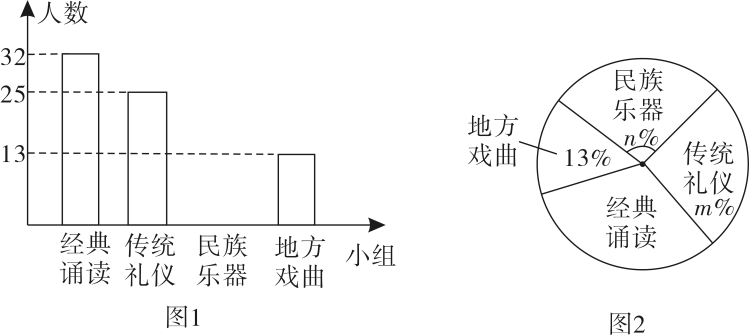 人数
32
25
13
经典
诵读
传统
礼仪
民族
乐器
地方
戏曲
小组
图1
民族
乐器
n%
地方
戏曲
13%
传统
礼仪
m%
经典
诵读
图2